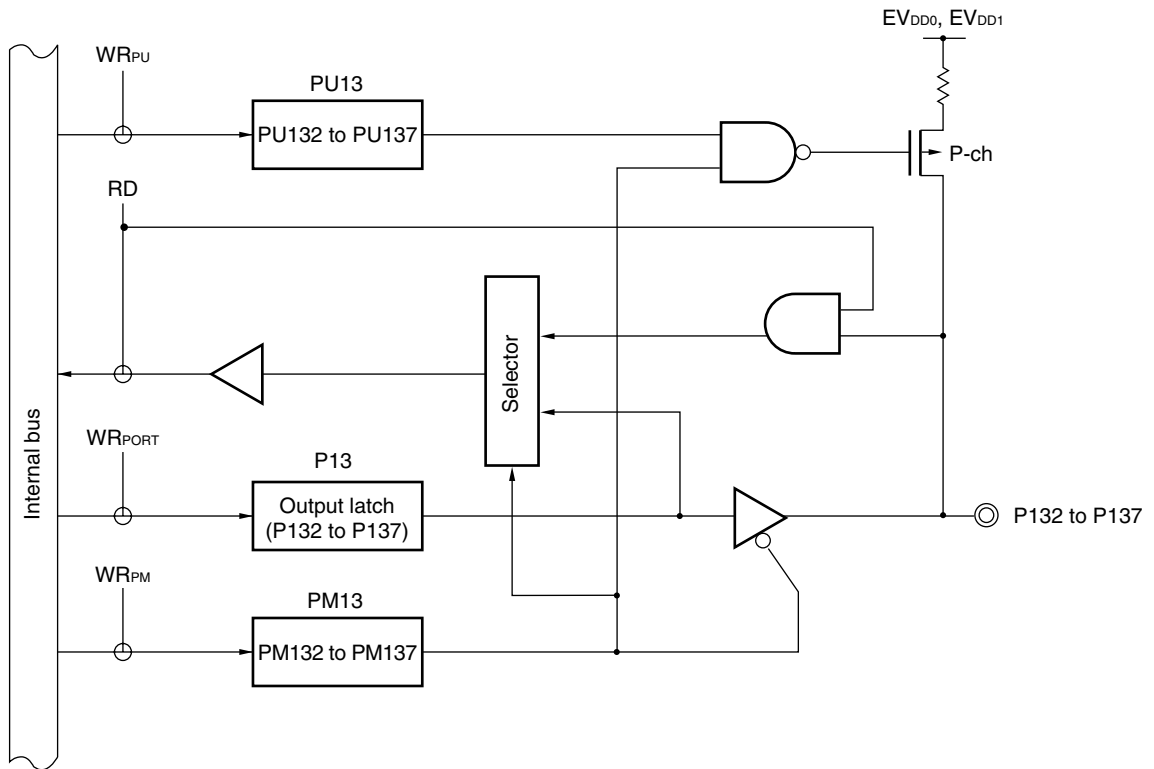 EVDD0, EVDD1
WRPU
PU13
PU132 to PU137
P-ch
RD
Selector
Internal bus
WRPORT
P13
Output latch
(P132 to P137)
P132 to P137
WRPM
PM13
PM132 to PM137